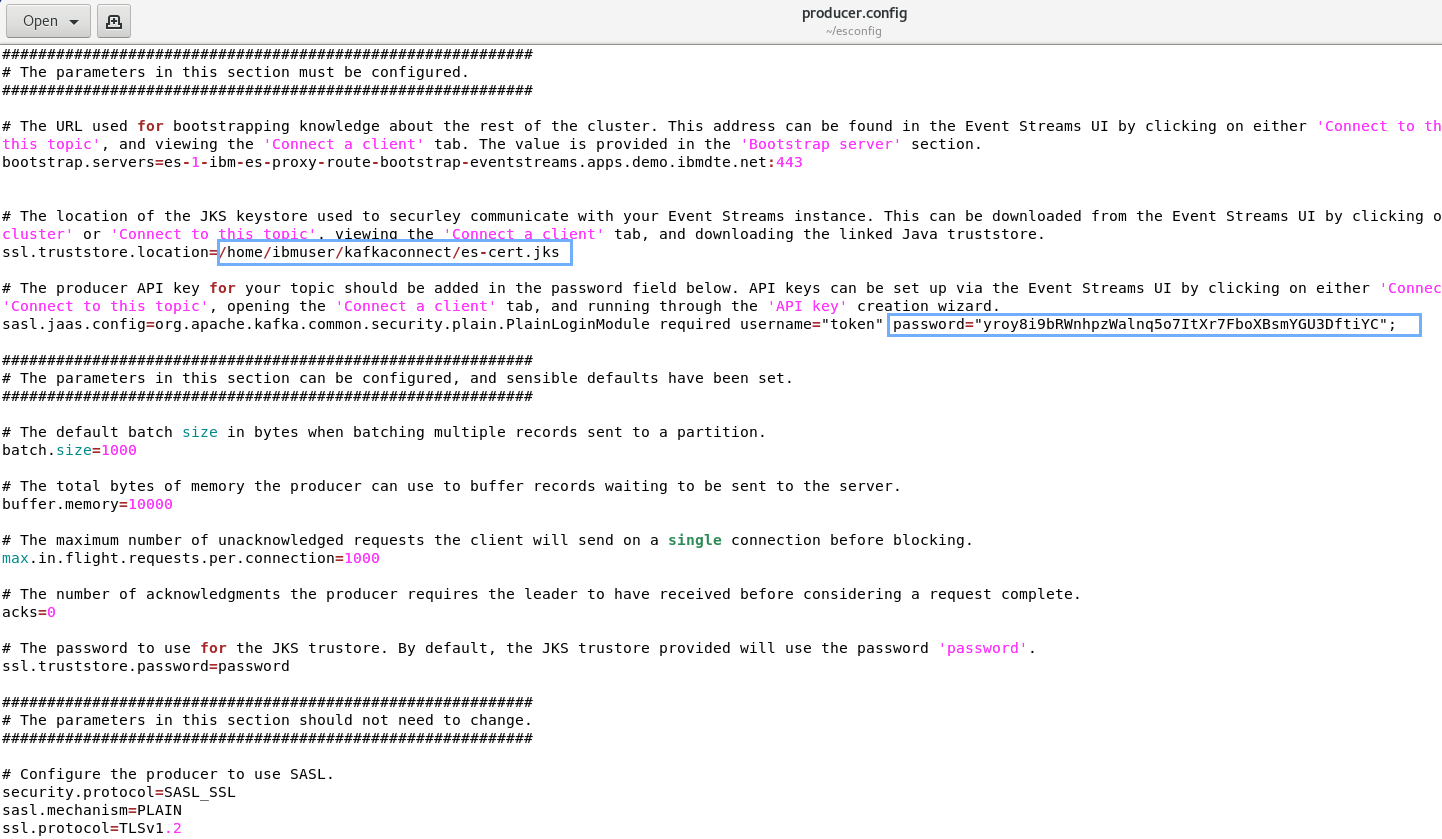 Open
producer.config
~/esconfig
###########################################################
# The parameters in this section must be configured.
###########################################################
# The URL used for bootstrapping knowledge about the rest of the cluster. This address can be found in the Event Streams UI by clicking on either 'Connect to th
this topic', and viewing the 'Connect a client' tab. The value is provided in the 'Bootstrap server' section.
bootstrap.servers=es-1-ibm-es-proxy-route-bootstrap-eventstreams.apps.demo.ibmdte.net:443
# The location of the JKS keystore used to securley communicate with your Event Streams instance. This can be downloaded from the Event Streams UI by clicking o
cluster' or 'Connect to this topic', viewing the 'Connect a client' tab, and downloading the linked Java truststore.
ssl.truststore.location=/home/ibmuser/kafkaconnect/es-cert.jks
# The producer API key for your topic should be added in the password field below. API keys can be set up via the Event Streams UI by clicking on either 'Connec
'Connect to this topic', opening the 'Connect a client' tab, and running through the 'API key' creation wizard.
sasl.jaas.config=org.apache.kafka.common.security.plain.PlainLoginModule required username="token" password="yroy8i9bRWnhpzWalnq5o7ItXr7FboXBsmYGU3DftiYC";
###########################################################
# The parameters in this section can be configured, and sensible defaults have been set.
###########################################################
# The default batch size in bytes when batching multiple records sent to a partition.
batch.size=1000
# The total bytes of memory the producer can use to buffer records waiting to be sent to the server.
buffer.memory=10000
# The maximum number of unacknowledged requests the client will send on a single connection before blocking.
max.in.flight.requests.per.connection=1000
# The number of acknowledgments the producer requires the leader to have received before considering a request complete.
acks=0
# The password to use for the JKS trustore. By default, the JKS trustore provided will use the password 'password'.
ssl.truststore.password=password
###########################################################
# The parameters in this section should not need to change.
###########################################################
# Configure the producer to use SASL.
security.protocol=SASL_SSL
sasl.mechanism=PLAIN
ssl.protocol=TLSv1.2